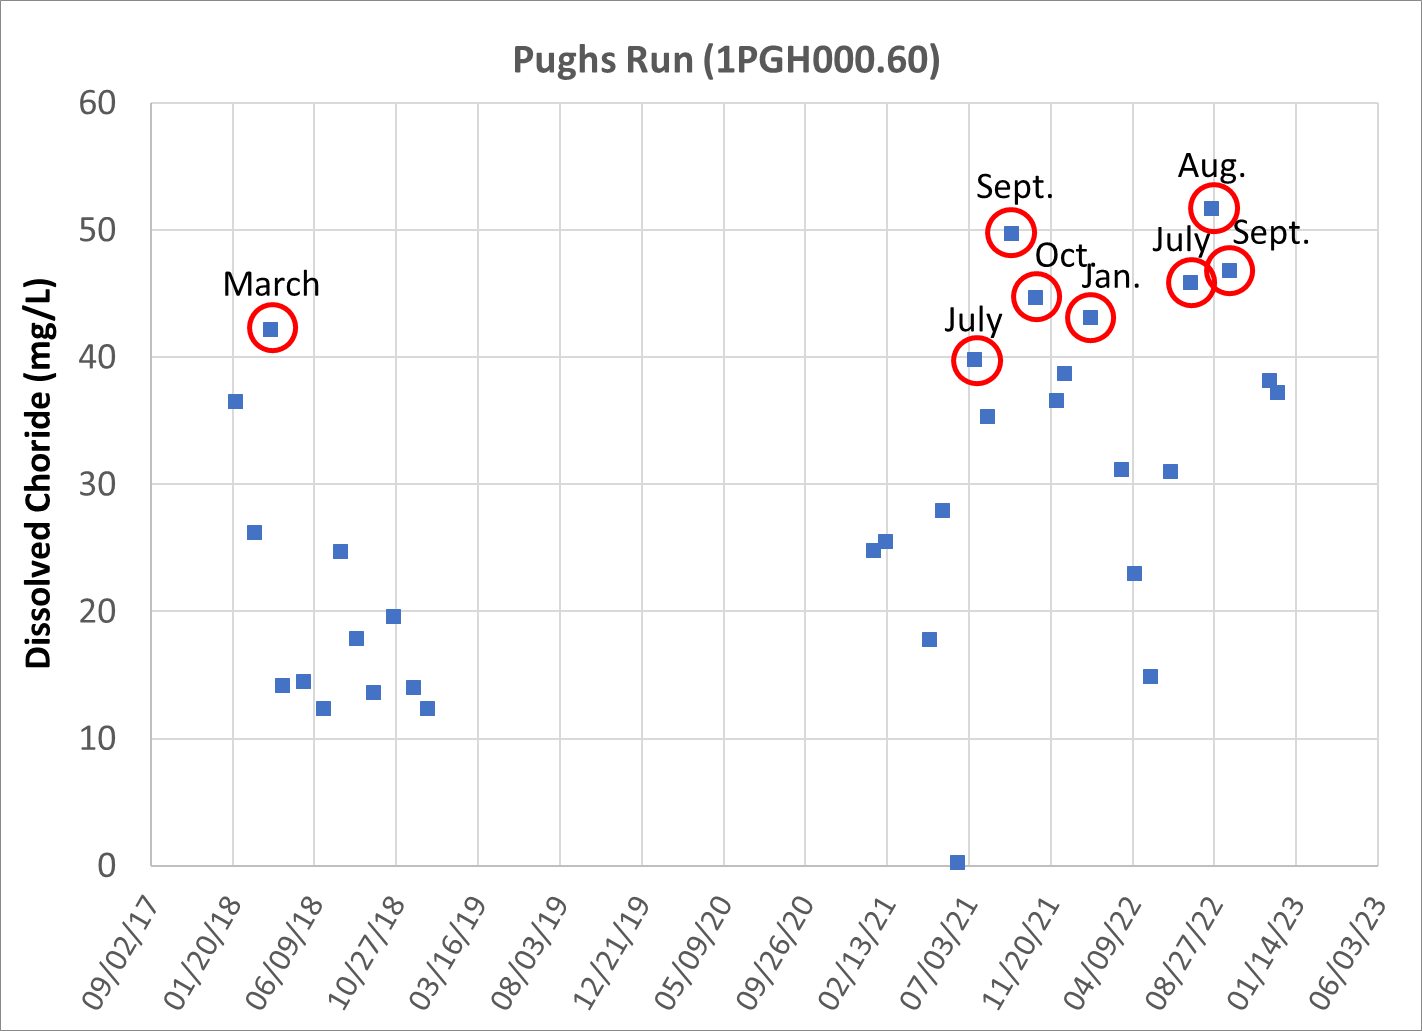 Pughs Run (1PGH000.60)
Dissolved Choride (mg/L)
60
50
40
30
20
10
0
March
July
Sept.
Oct.
Jan.
July
Aug.
Sept.
09/02/17
01/20/18
06/09/18
10/27/18
03/16/19
08/03/19
12/21/19
05/09/20
09/26/20
02/13/21
07/03/21
11/20/21
04/09/22
08/27/22
01/14/23
06/03/23